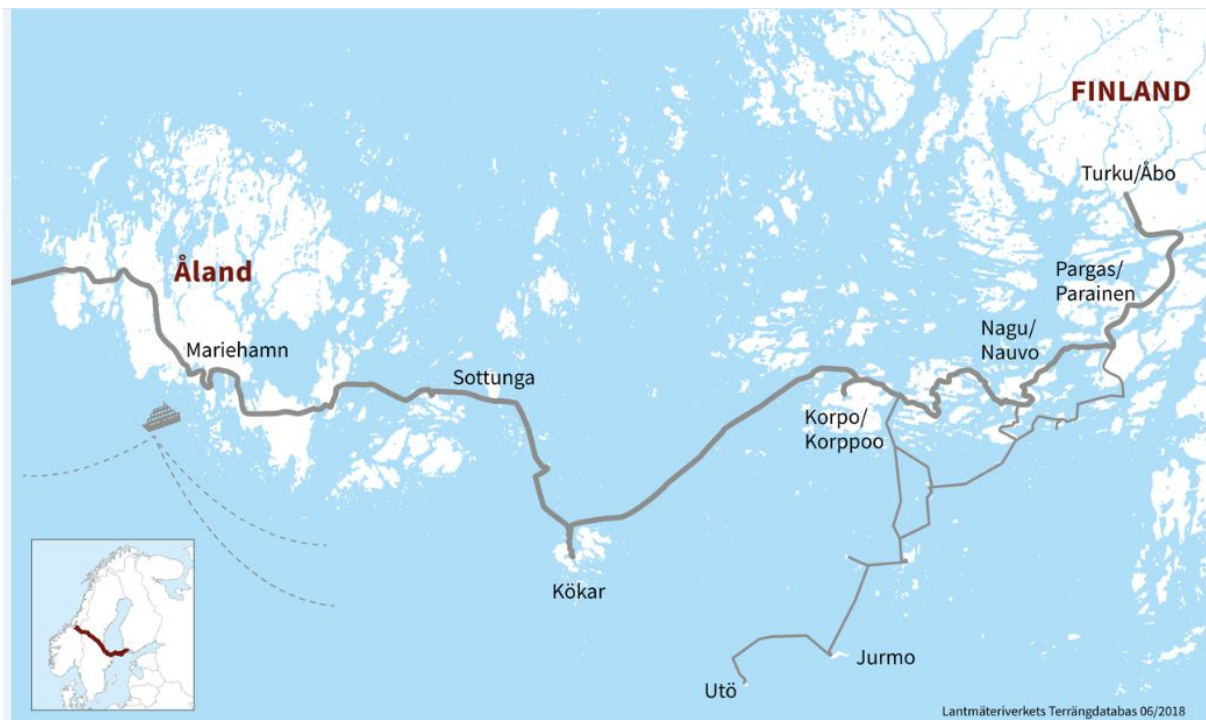 FINLAND
Turku/Åbo
Åland
Pargas/
Parainen
Nagu/
Nauvo
Mariehamn
Sottunga
Korpo/
Korppoo
Kökar
Jurmo
Utö
Lantmäteriverkets Terrängdatabas 06/2018